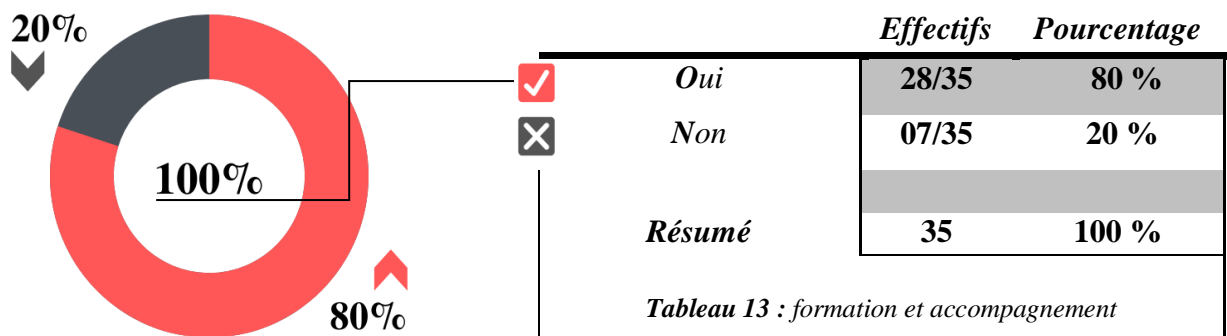 20%
100%
80%
Effectifs Pourcentage
Oui 28/35 80 %
Non 07/35 20 %
Résumé 35 100 %
Tableau 13 : formation et accompagnement